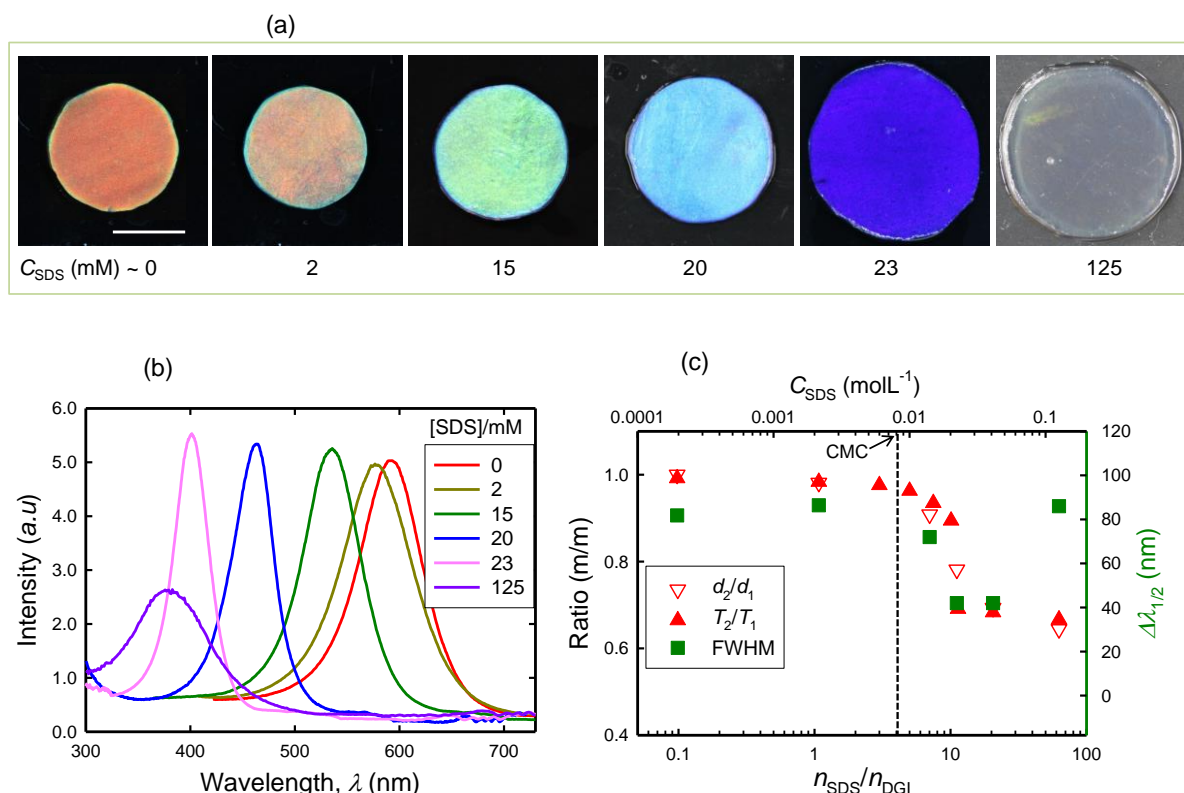 (a)
C_SDS (mM) ~ 0
2
15
20
23
125
(b)
6.0
5.0
4.0
3.0
2.0
1.0
0.0
Intensity (a.u)
300
400
500
600
700
Wavelength, λ (nm)
[SDS]/mM
0
2
15
20
23
125
(c)
C_SDS (molL⁻¹)
0.0001
0.001
0.01
0.1
CMC
1.0
0.8
0.6
0.4
Ratio (m/m)
d₂/d₁
T₂/T₁
FWHM
120
100
80
60
40
20
0
Δλ_1/2 (nm)
0.1
1
10
100
n_SDS/n_DGI